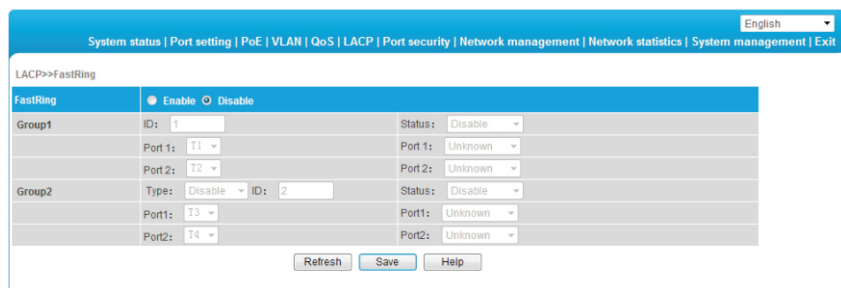 English
System status | Port setting | PoE | VLAN | QoS | LACP | Port security | Network management | Network statistics | System management | Exit
LACP>>FastRing
FastRing Enable Disable
Group1 ID: 1 Status: Disable
Port 1: T1 Port 1: Unknown
Port 2: T2 Port 2: Unknown
Group2 Type: Disable ID: 2 Status: Disable
Port1: T3 Port1: Unknown
Port2: T4 Port2: Unknown
Refresh Save Help